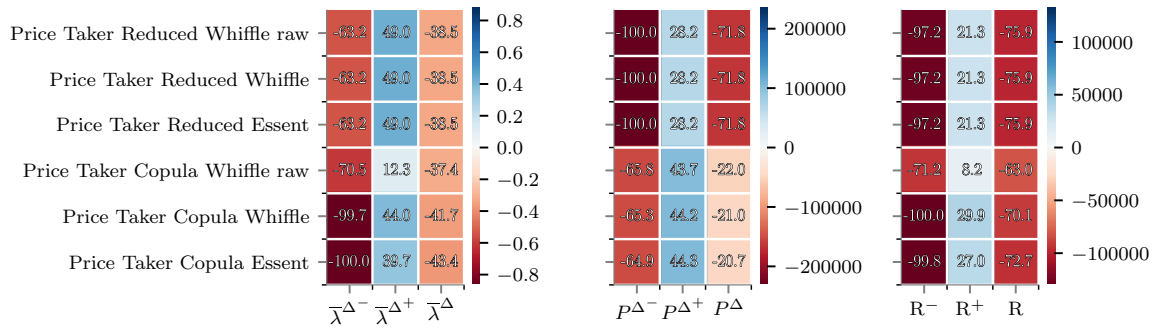 Price Taker Reduced Whiffle raw -63.2 49.0 -38.5 -100.0 28.2 -71.8 -97.2 21.3 -75.9
Price Taker Reduced Whiffle -63.2 49.0 -38.5 -100.0 28.2 -71.8 -97.2 21.3 -75.9
Price Taker Reduced Essent -63.2 49.0 -38.5 -100.0 28.2 -71.8 -97.2 21.3 -75.9
Price Taker Copula Whiffle raw -70.5 12.3 -37.4 -65.8 43.7 -22.0 -71.2 8.2 -63.0
Price Taker Copula Whiffle -99.7 44.0 -41.7 -65.3 44.2 -21.0 -100.0 29.9 -70.1
Price Taker Copula Essent -100.0 39.7 -43.4 -64.9 44.3 -20.7 -99.8 27.0 -72.7
λ̅^Δ⁻ λ̅^Δ⁺ λ̅^Δ P^Δ⁻ P^Δ⁺ P^Δ R⁻ R⁺ R
0.8
0.6
0.4
0.2
0.0
−0.2
−0.4
−0.6
−0.8
200000
100000
0
−100000
−200000
100000
50000
0
−50000
−100000